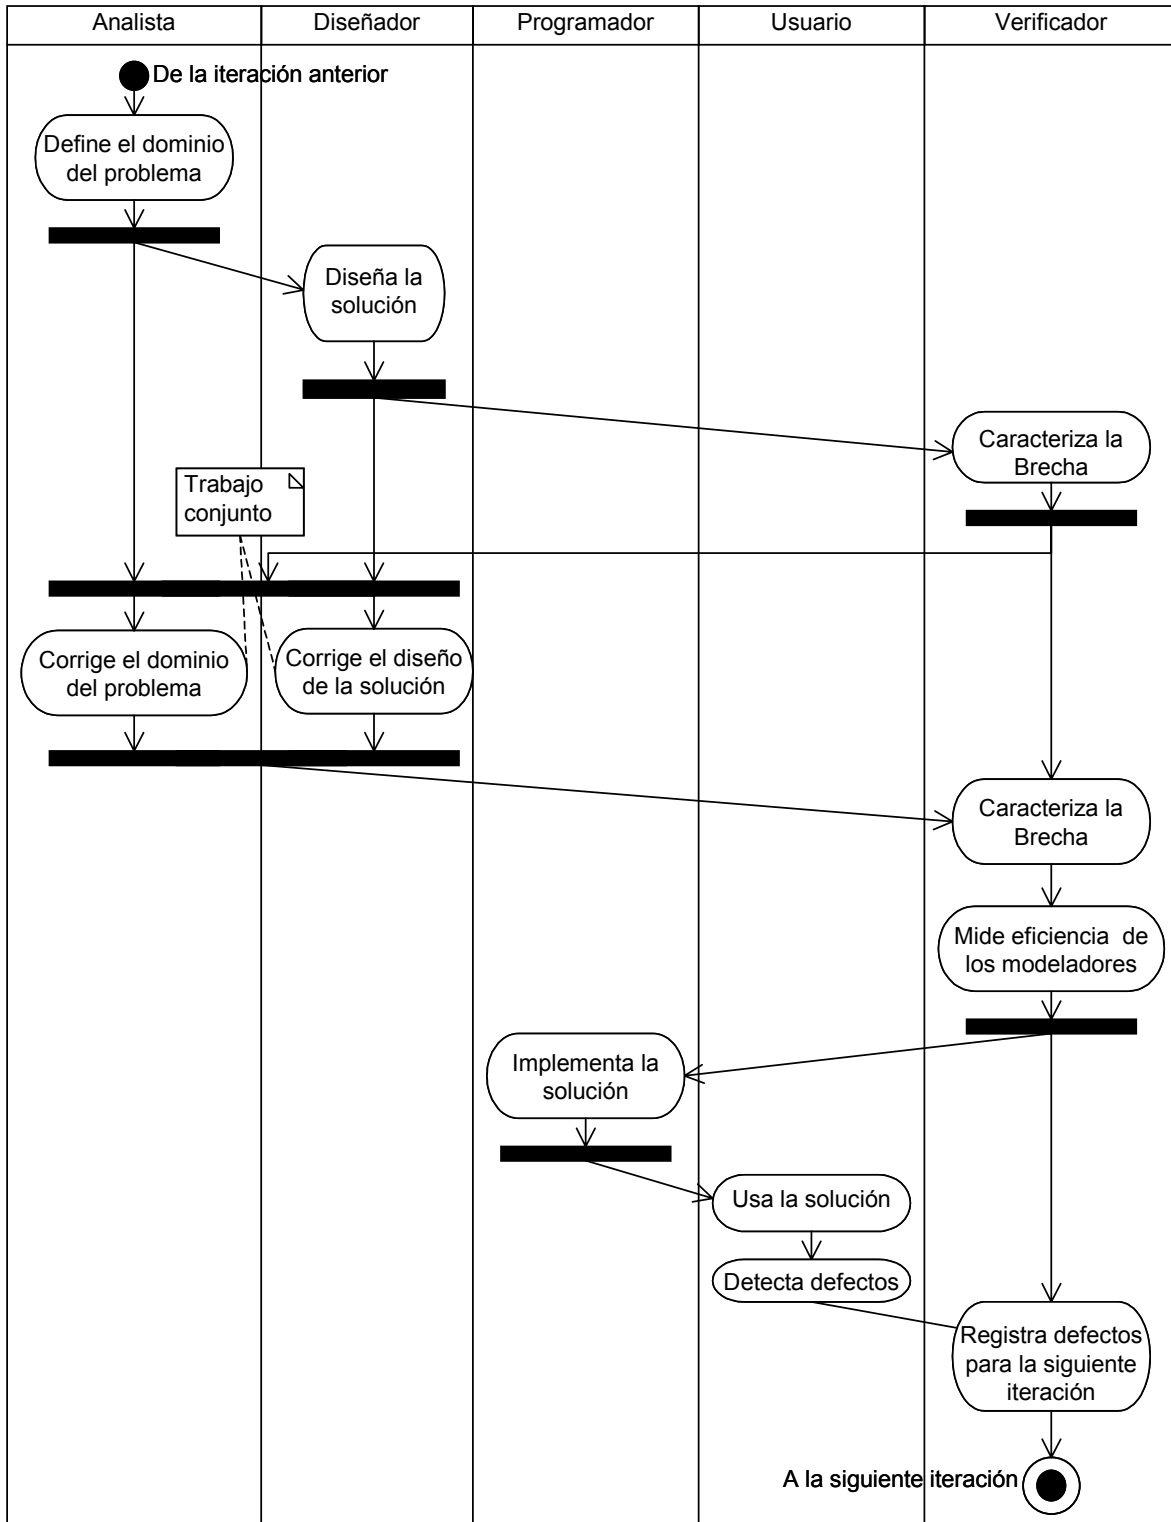 Analista
Diseñador
Programador
Usuario
Verificador
De la iteración anterior
Define el dominio
del problema
Diseña la
solución
Caracteriza la
Brecha
Trabajo
conjunto
Corrige el dominio
del problema
Corrige el diseño
de la solución
Caracteriza la
Brecha
Mide eficiencia de
los modeladores
Implementa la
solución
Usa la solución
Detecta defectos
Registra defectos
para la siguiente
iteración
A la siguiente iteración